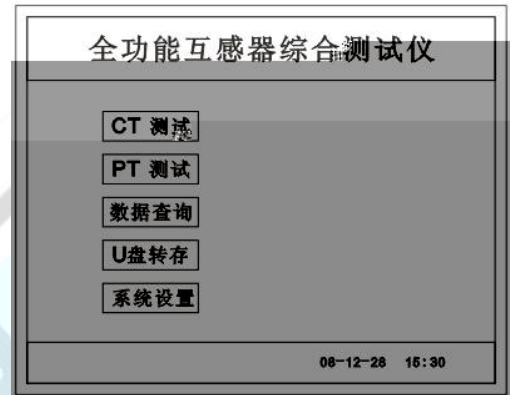 全功能互感器综合测试仪
CT 测试
PT 测试
数据查询
U盘转存
系统设置
08-12-28 15:30